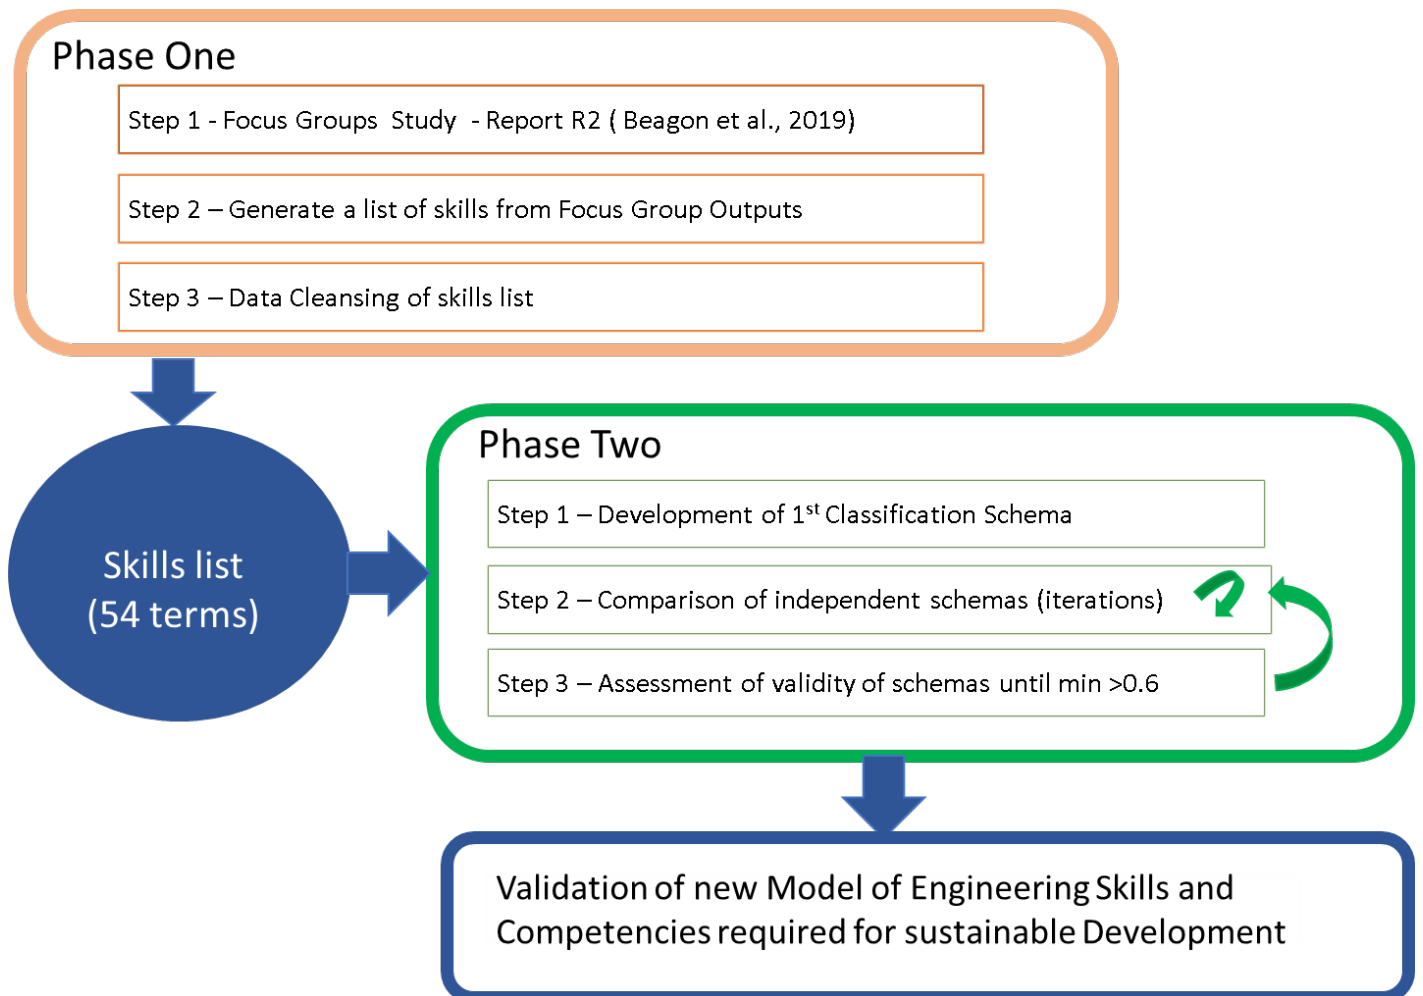 Phase One
Step 1 - Focus Groups Study - Report R2 ( Beagon et al., 2019)
Step 2 – Generate a list of skills from Focus Group Outputs
Step 3 – Data Cleansing of skills list
Skills list
(54 terms)
Phase Two
Step 1 – Development of 1st Classification Schema
Step 2 – Comparison of independent schemas (iterations)
Step 3 – Assessment of validity of schemas until min >0.6
Validation of new Model of Engineering Skills and
Competencies required for sustainable Development